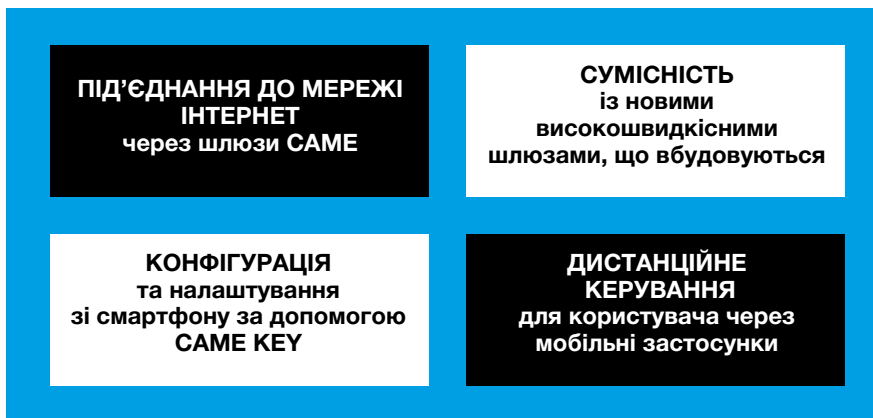 ПІД’ЄДНАННЯ ДО МЕРЕЖІ
ІНТЕРНЕТ
через шлюзи CAME
СУМІСНІСТЬ
із новими
високошвидкісними
шлюзами, що вбудовуються
КОНФІГУРАЦІЯ
та налаштування
зі смартфону за допомогою
CAME KEY
ДИСТАНЦІЙНЕ
КЕРУВАННЯ
для користувача через
мобільні застосунки